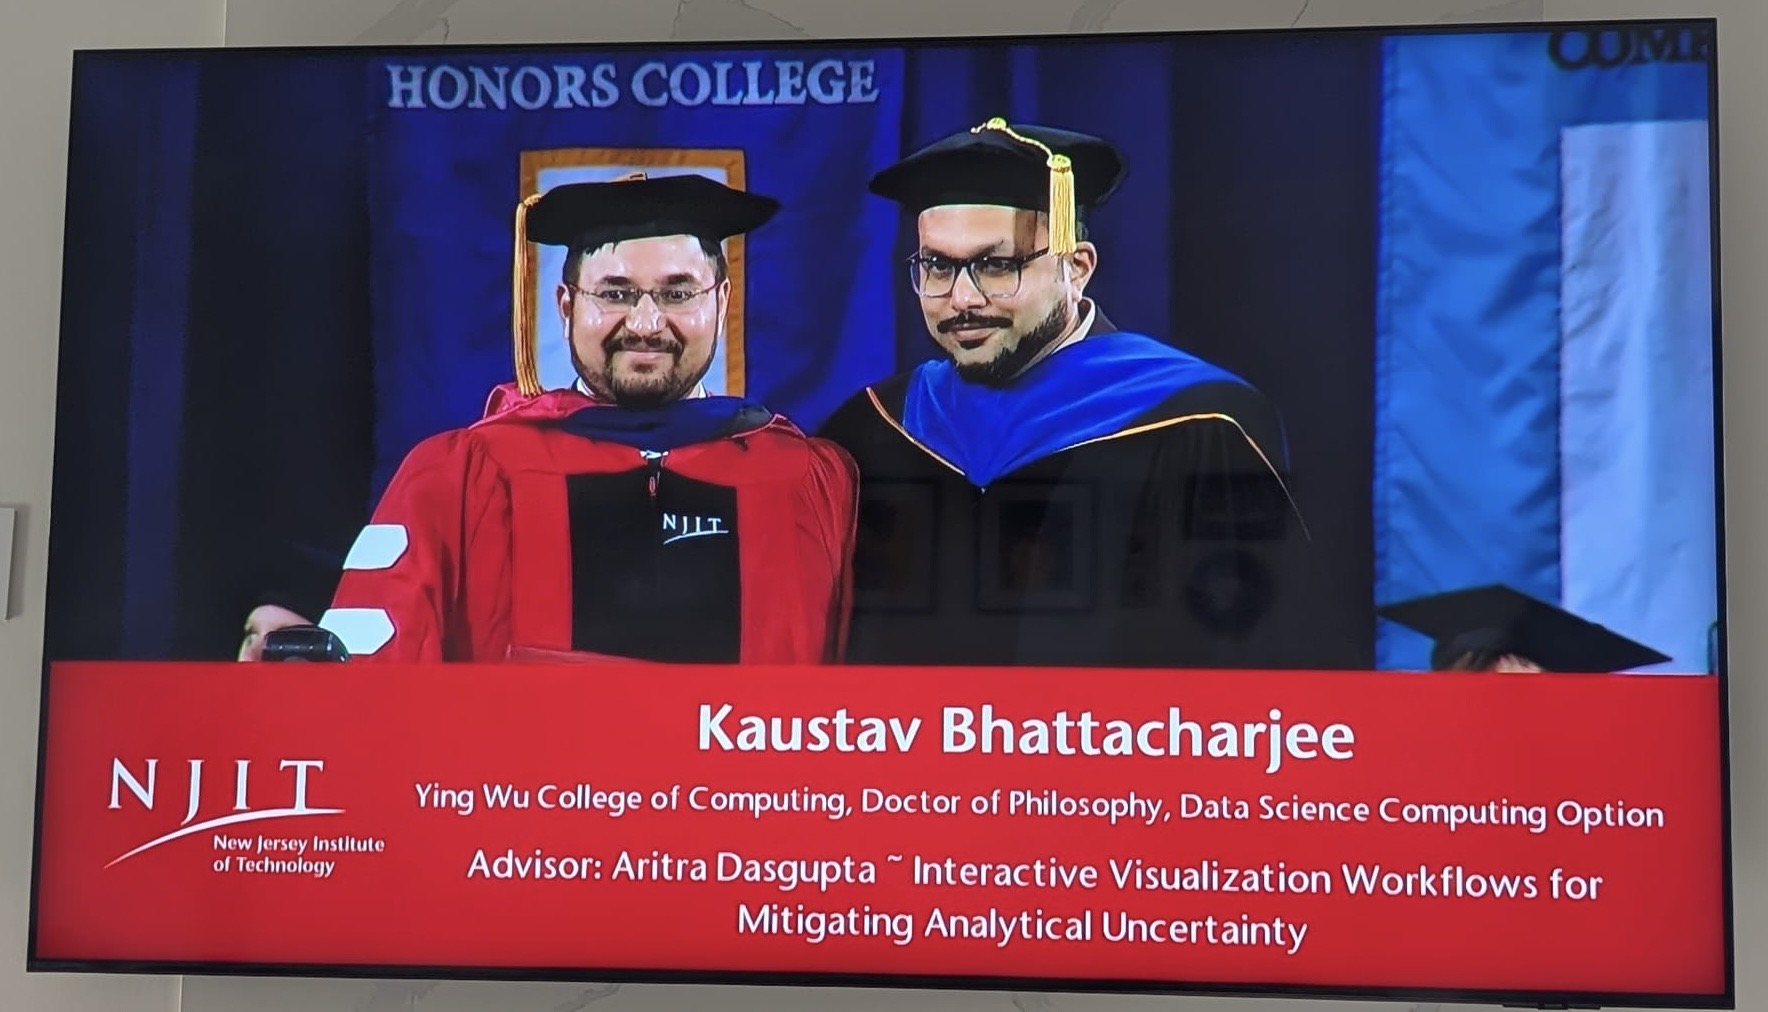 HONORS COLLEGE
NJIT
Kaustav Bhattacharjee
Ying Wu College of Computing, Doctor of Philosophy, Data Science Computing Option
Advisor: Aritra Dasgupta ~ Interactive Visualization Workflows for
Mitigating Analytical Uncertainty
NJIT
New Jersey Institute
of Technology